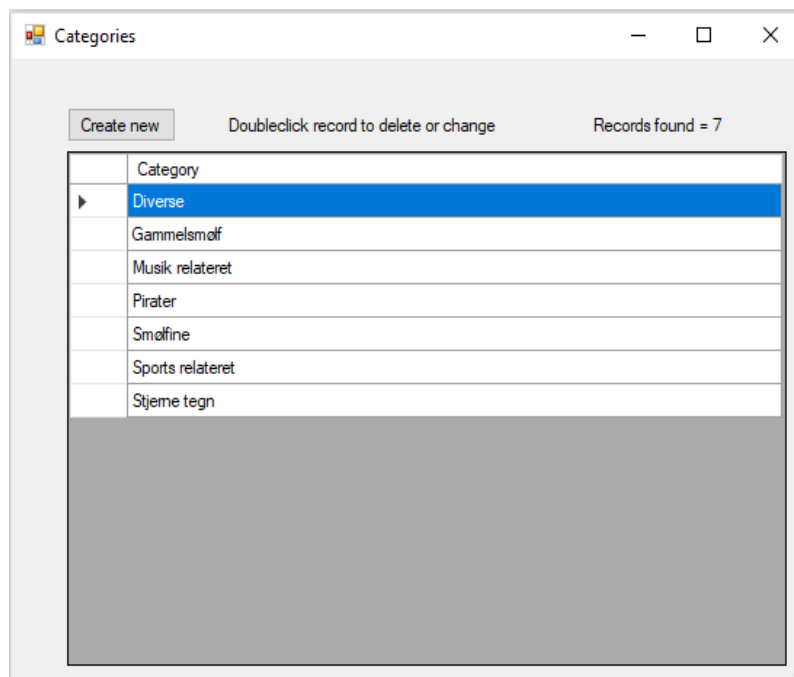 Categories
Create new Doubleclick record to delete or change Records found = 7
Category
Diverse
Gammelsmølf
Musik relateret
Pirater
Smølfine
Sports relateret
Stjerne tegn